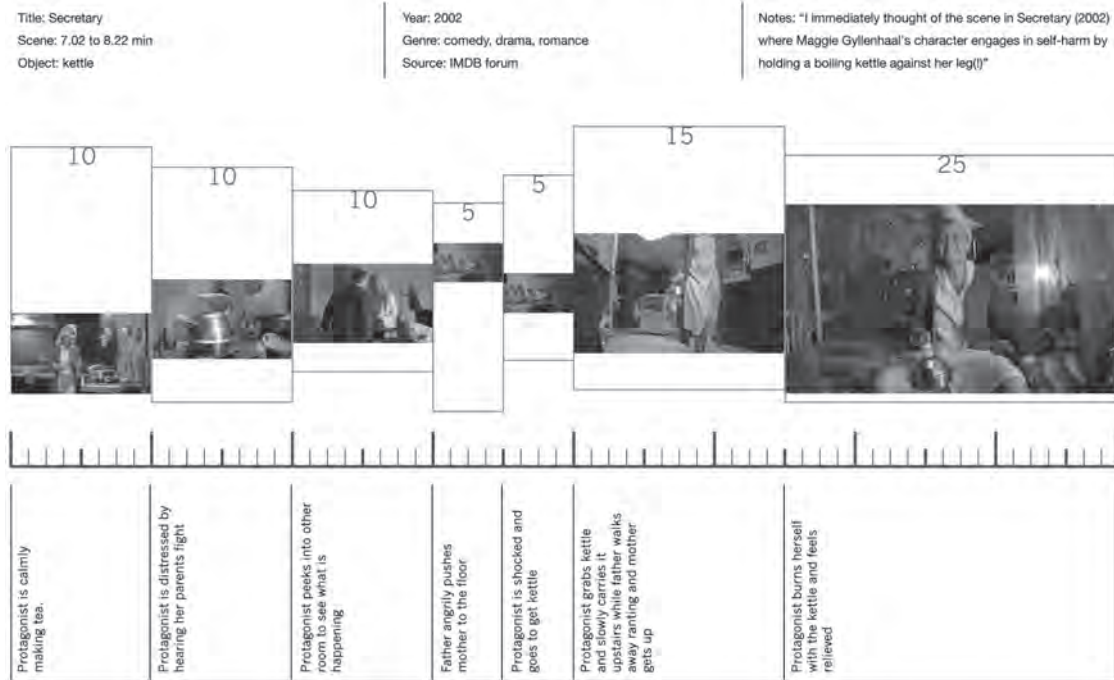 Title: Secretary
Scene: 7.02 to 8.22 min
Object: kettle
Year: 2002
Genre: comedy, drama, romance
Source: IMDB forum
Notes: “I immediately thought of the scene in Secretary (2002)
where Maggie Gyllenhaal’s character engages in self-harm by
holding a boiling kettle against her leg(!)”
10
10
10
5
5
15
25
Protagonist is calmly
making tea.
Protagonist is distressed by
hearing her parents fight
Protagonist peeks into other
room to see what is
happening
Father angrily pushes
mother to the floor
Protagonist is shocked and
goes to get kettle
Protagonist grabs kettle
and slowly carries it
upstairs while father walks
away ranting and mother
gets up
Protagonist burns herself
with the kettle and feels
relieved